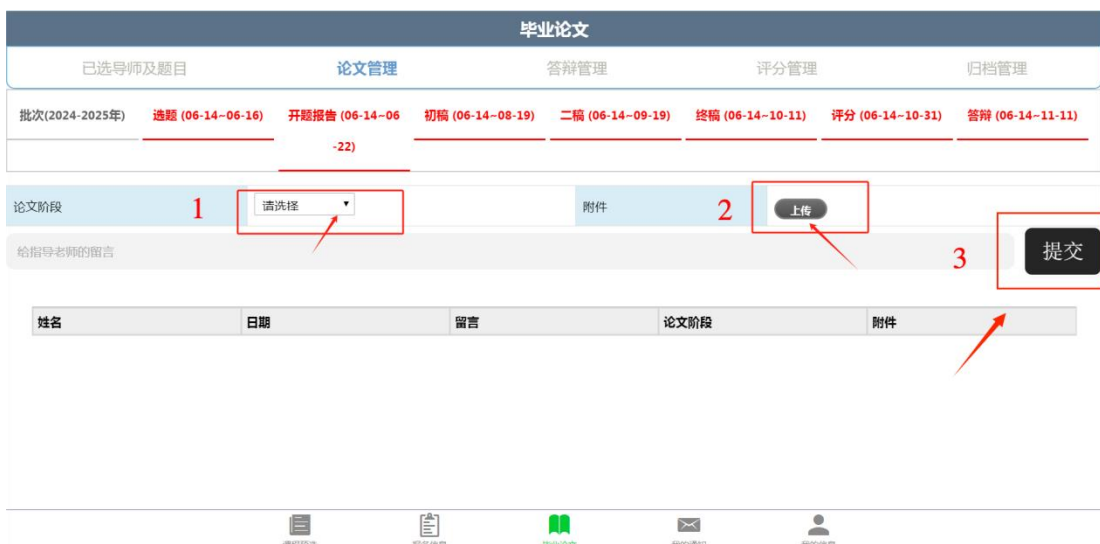 毕业论文
已选导师及题目 论文管理 答辩管理 评分管理 归档管理
批次(2024-2025年) 选题 (06-14~06-16) 开题报告 (06-14~06 初稿 (06-14~08-19) 二稿 (06-14~09-19) 终稿 (06-14~10-11) 评分 (06-14~10-31) 答辩 (06-14~11-11)
-22)
论文阶段 1 请选择 附件 2 上传
给指导老师的留言 3 提交
姓名 日期 留言 论文阶段 附件